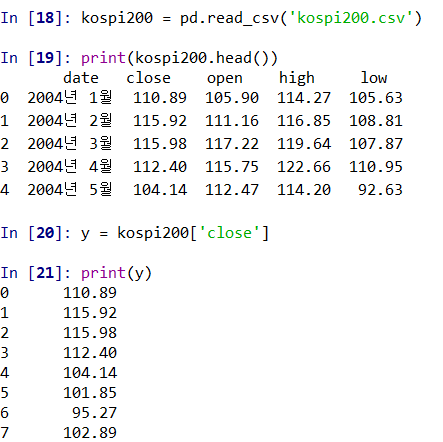 In [18]: kospi200 = pd.read_csv('kospi200.csv')
In [19]: print(kospi200.head())
date close open high low
0 2004년 1월 110.89 105.90 114.27 105.63
1 2004년 2월 115.92 111.16 116.85 108.81
2 2004년 3월 115.98 117.22 119.64 107.87
3 2004년 4월 112.40 115.75 122.66 110.95
4 2004년 5월 104.14 112.47 114.20 92.63
In [20]: y = kospi200['close']
In [21]: print(y)
0 110.89
1 115.92
2 115.98
3 112.40
4 104.14
5 101.85
6 95.27
7 102.89